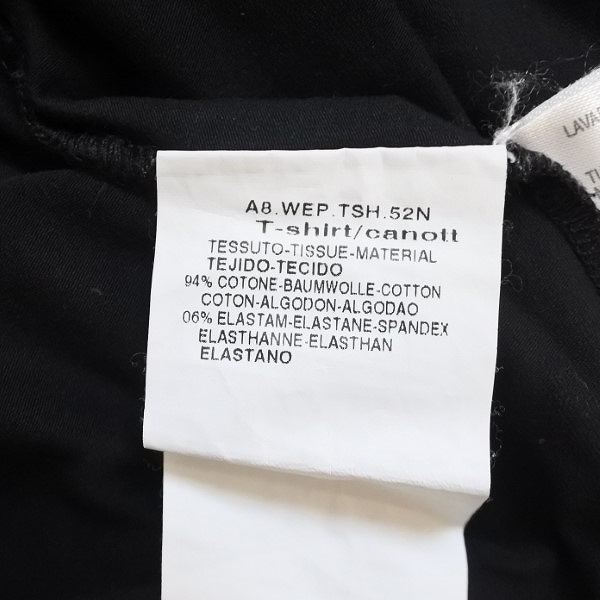 A8.WEP.TSH.52N
T-shirt/canott
TESSUTO-TISSUE-MATERIAL
TEJIDO-TECIDO
94% COTONE-BAUMWOLLE-COTTON
COTON-ALGODON-ALGODAO
06% ELASTAM-ELASTANE-SPANDEX
ELASTHANNE-ELASTHAN
ELASTANO